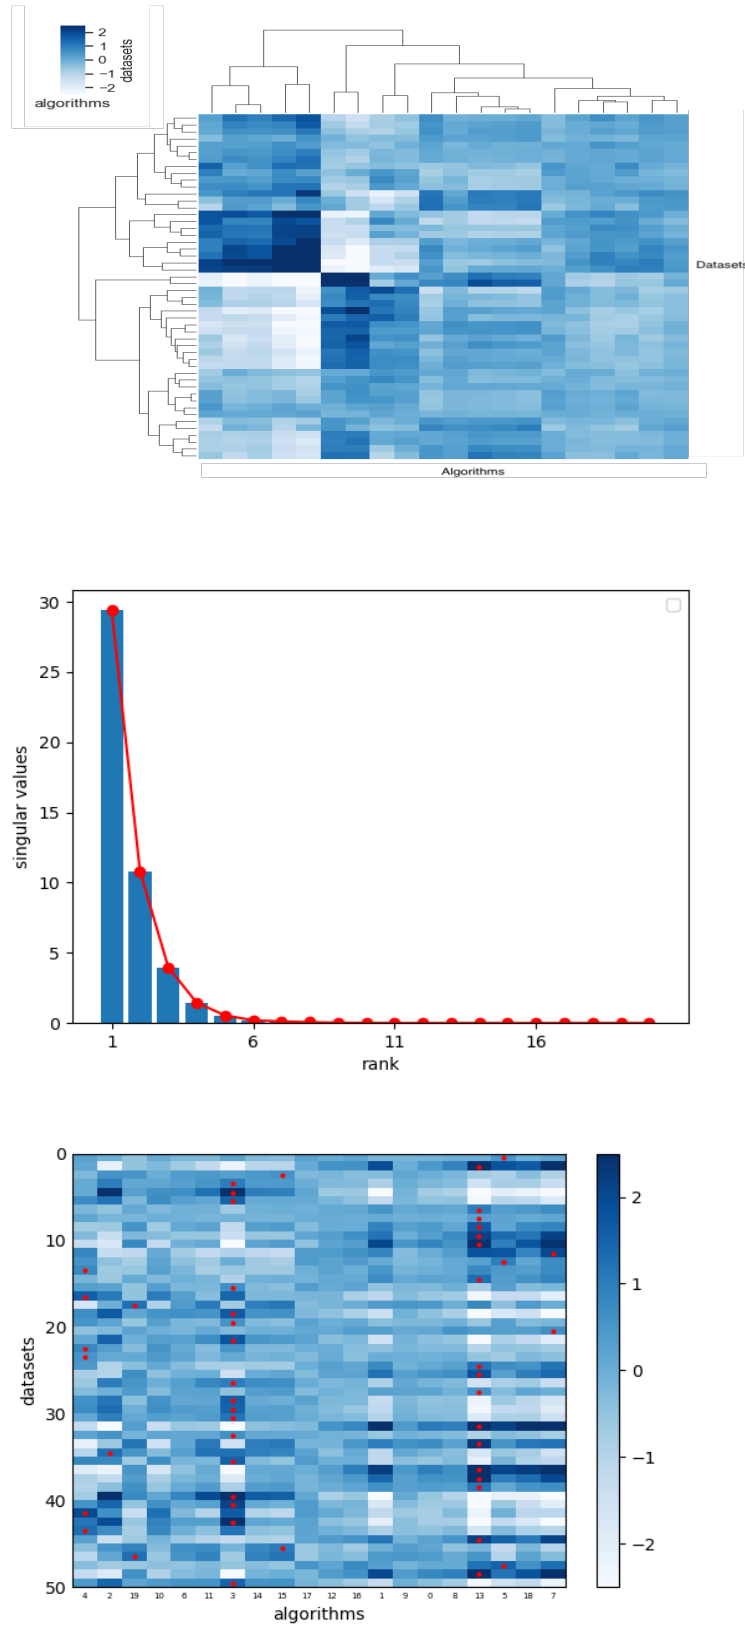 2
1
0
−1
−2
datasets
algorithms
Datasets
Algorithms
30
25
20
15
10
5
0
singular values
1 6 11 16
rank
0
10
20
30
40
50
datasets
4 2 19 10 6 11 3 14 15 17 12 16 1 9 0 8 13 5 18 7
algorithms
2
1
0
−1
−2